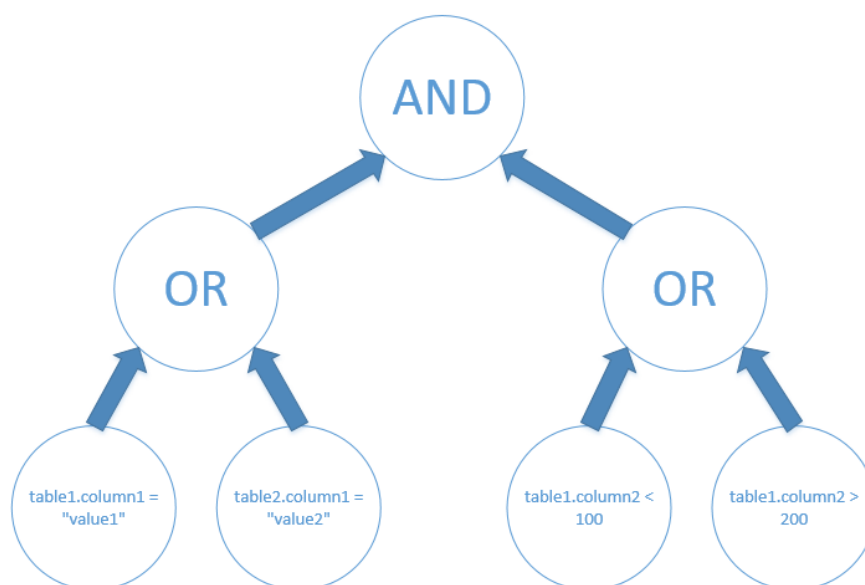 AND
OR
OR
table1.column1 =
"value1"
table2.column1 =
"value2"
table1.column2 <
100
table1.column2 >
200